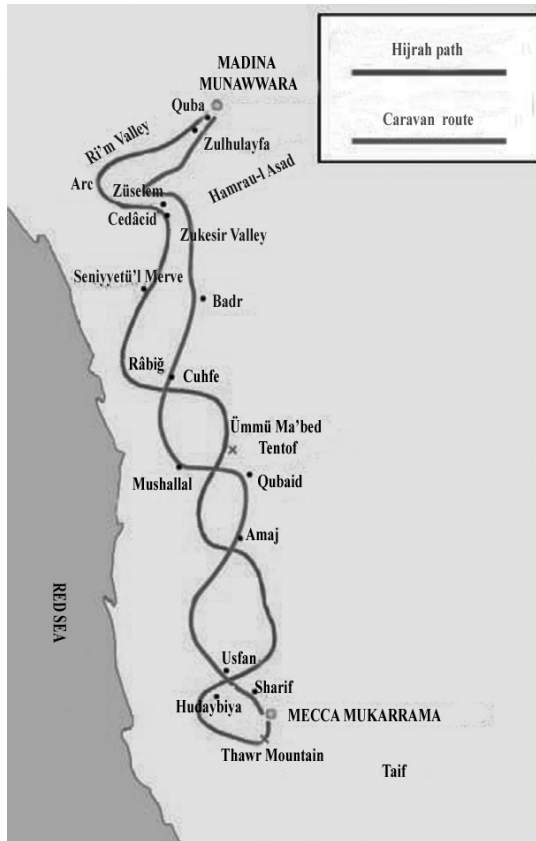 Hijrah path
Caravan route
MADINA
MUNAWWARA
Quba
Ri'm Valley
Zulhulayfa
Arc
Hamrau-l Asad
Züselem
Cedâcid
Zukesir Valley
Seniyyetü'l Merve
Badr
Râbiğ
Cuhfe
Ümmü Ma'bed
Tentof
Mushallal
Qubaid
Amaj
RED SEA
Usfan
Sharif
Hudaybiya
MECCA MUKARRAMA
Thawr Mountain
Taif